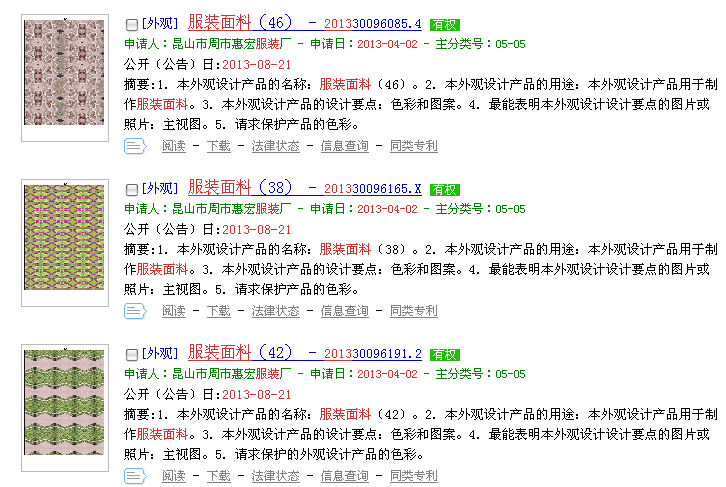 [外观] 服装面料（46） - 201330096085.4 有权
申请人：昆山市周市惠宏服装厂 - 申请日：2013-04-02 - 主分类号：05-05
公开（公告）日:2013-08-21
摘要:1. 本外观设计产品的名称：服装面料（46）。2. 本外观设计产品的用途：本外观设计产品用于制
作服装面料。3. 本外观设计产品的设计要点：色彩和图案。4. 最能表明本外观设计设计要点的图片或
照片：主视图。5. 请求保护产品的色彩。
阅读 - 下载 - 法律状态 - 信息查询 - 同类专利
[外观] 服装面料（38） - 201330096165.X 有权
申请人：昆山市周市惠宏服装厂 - 申请日：2013-04-02 - 主分类号：05-05
公开（公告）日:2013-08-21
摘要:1. 本外观设计产品的名称：服装面料（38）。2. 本外观设计产品的用途：本外观设计产品用于制
作服装面料。3. 本外观设计产品的设计要点：色彩和图案。4. 最能表明本外观设计设计要点的图片或
照片：主视图。5. 请求保护产品的色彩。
阅读 - 下载 - 法律状态 - 信息查询 - 同类专利
[外观] 服装面料（42） - 201330096191.2 有权
申请人：昆山市周市惠宏服装厂 - 申请日：2013-04-02 - 主分类号：05-05
公开（公告）日:2013-08-21
摘要:1. 本外观设计产品的名称：服装面料（42）。2. 本外观设计产品的用途：本外观设计产品用于制
作服装面料。3. 本外观设计产品的设计要点：色彩和图案。4. 最能表明本外观设计设计要点的图片或
照片：主视图。5. 请求保护的外观设计产品的色彩。
阅读 - 下载 - 法律状态 - 信息查询 - 同类专利